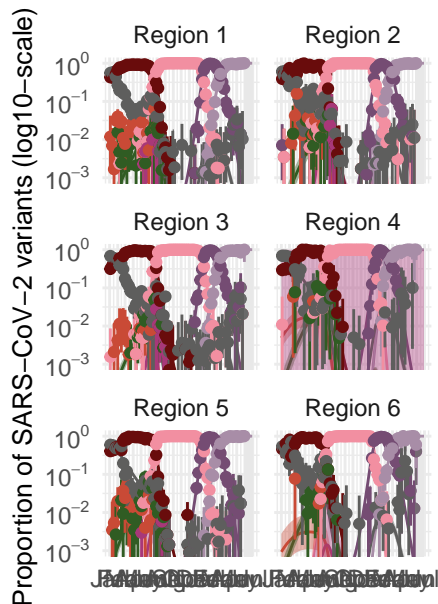 Proportion of SARS−CoV−2 variants (log10−scale)
Region 1
Region 2
10^0
10^−1
10^−2
10^−3
Region 3
Region 4
10^0
10^−1
10^−2
10^−3
Region 5
Region 6
10^0
10^−1
10^−2
10^−3